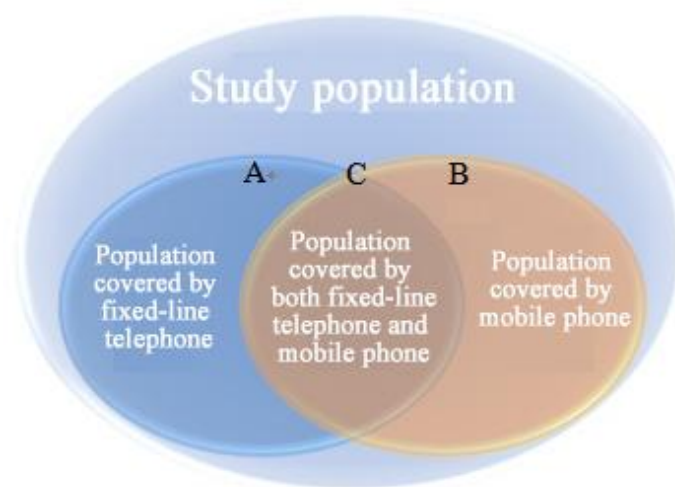 Study population
A C B
Population
covered by
fixed-line
telephone
Population
covered by
both fixed-line
telephone and
mobile phone
Population
covered by
mobile phone